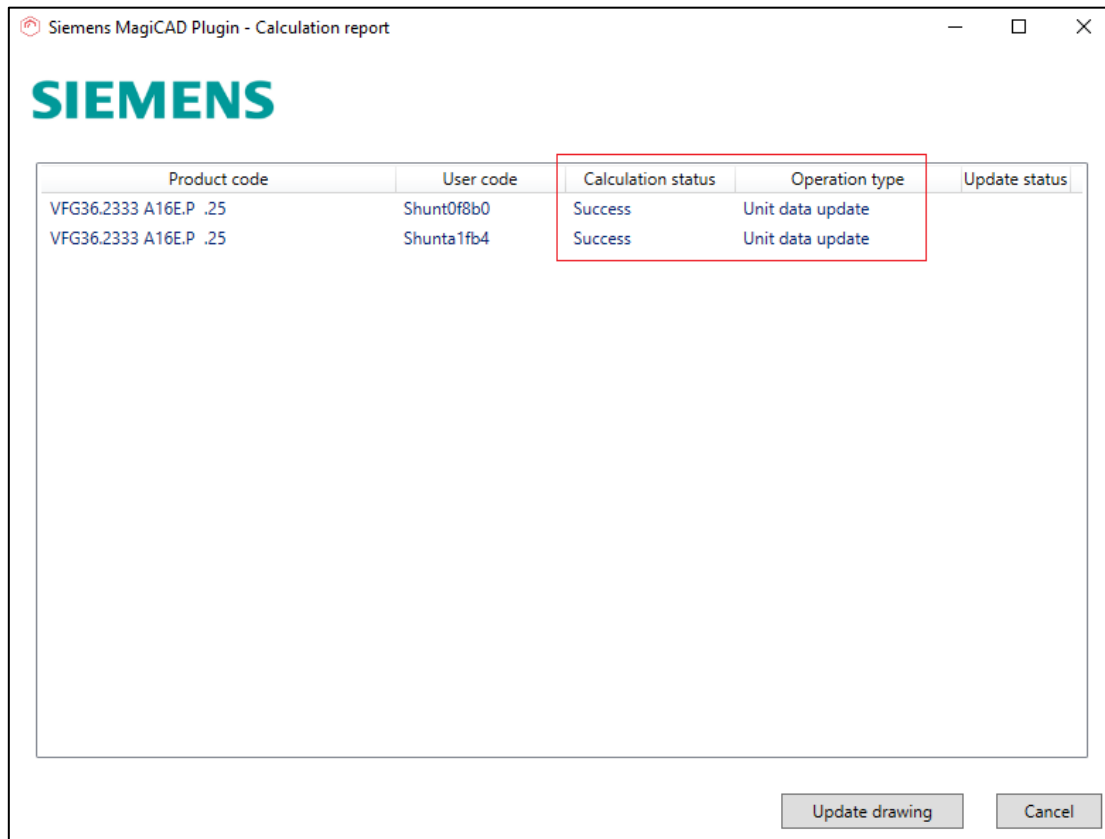 Siemens MagiCAD Plugin - Calculation report
SIEMENS
Product code User code Calculation status Operation type Update status
VFG36.2333 A16E.P .25 Shunt0f8b0 Success Unit data update
VFG36.2333 A16E.P .25 Shunta1fb4 Success Unit data update
Update drawing Cancel